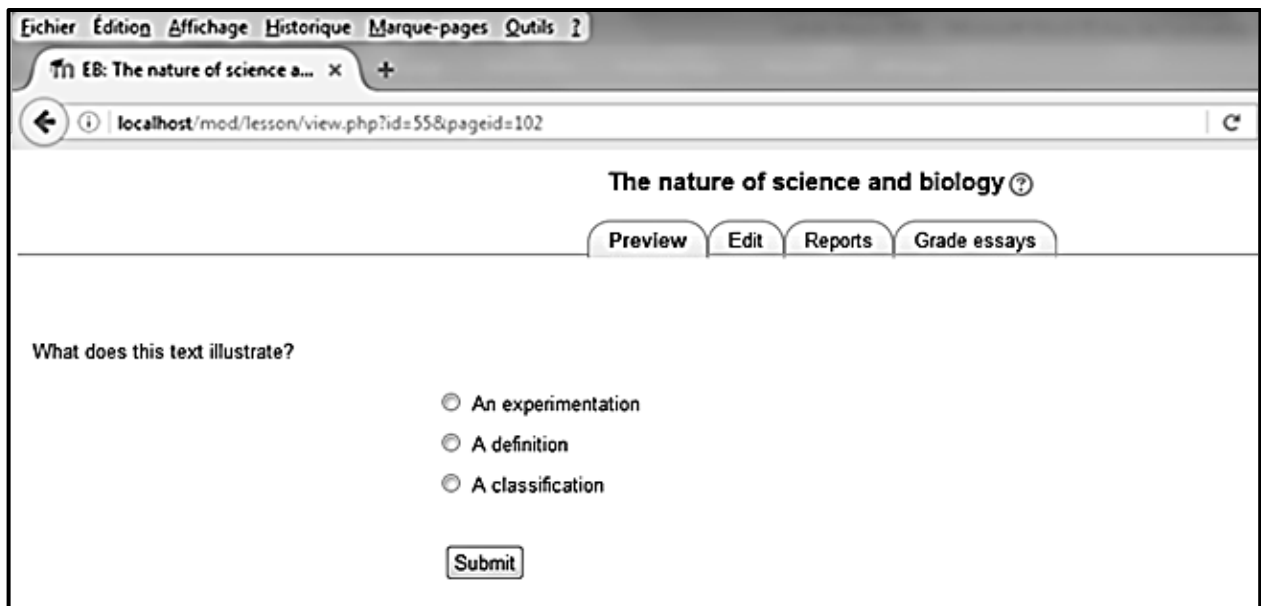 Fichier Édition Affichage Historique Marque-pages Outils ?
EB: The nature of science a... × +
localhost/mod/lesson/view.php?id=55&pageid=102
The nature of science and biology ?
Preview Edit Reports Grade essays
What does this text illustrate?
An experimentation
A definition
A classification
Submit